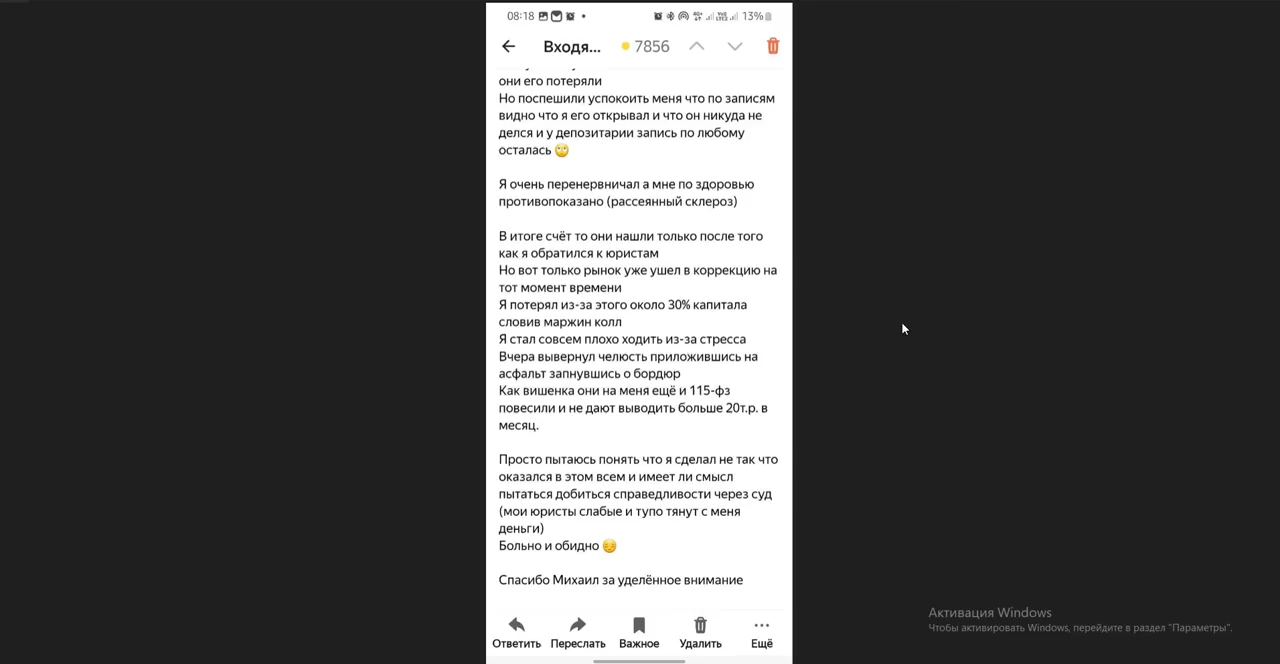 08:18 13%
Входя... 7856
они его потеряли
Но поспешили успокоить меня что по записям
видно что я его открывал и что он никуда не
делся и у депозитарии запись по любому
осталась 🙄
Я очень перенервничал а мне по здоровью
противопоказано (рассеянный склероз)
В итоге счёт то они нашли только после того
как я обратился к юристам
Но вот только рынок уже ушел в коррекцию на
тот момент времени
Я потерял из-за этого около 30% капитала
словив маржин колл
Я стал совсем плохо ходить из-за стресса
Вчера вывернул челюсть приложившись на
асфальт запнувшись о бордюр
Как вишенка они на меня ещё и 115-фз
повесили и не дают выводить больше 20т.р. в
месяц.
Просто пытаюсь понять что я сделал не так что
оказался в этом всем и имеет ли смысл
пытаться добиться справедливости через суд
(мои юристы слабые и тупо тянут с меня
деньги)
Больно и обидно 😔
Спасибо Михаил за уделённое внимание
Ответить Переслать Важное Удалить Ещё
Активация Windows
Чтобы активировать Windows, перейдите в раздел "Параметры".